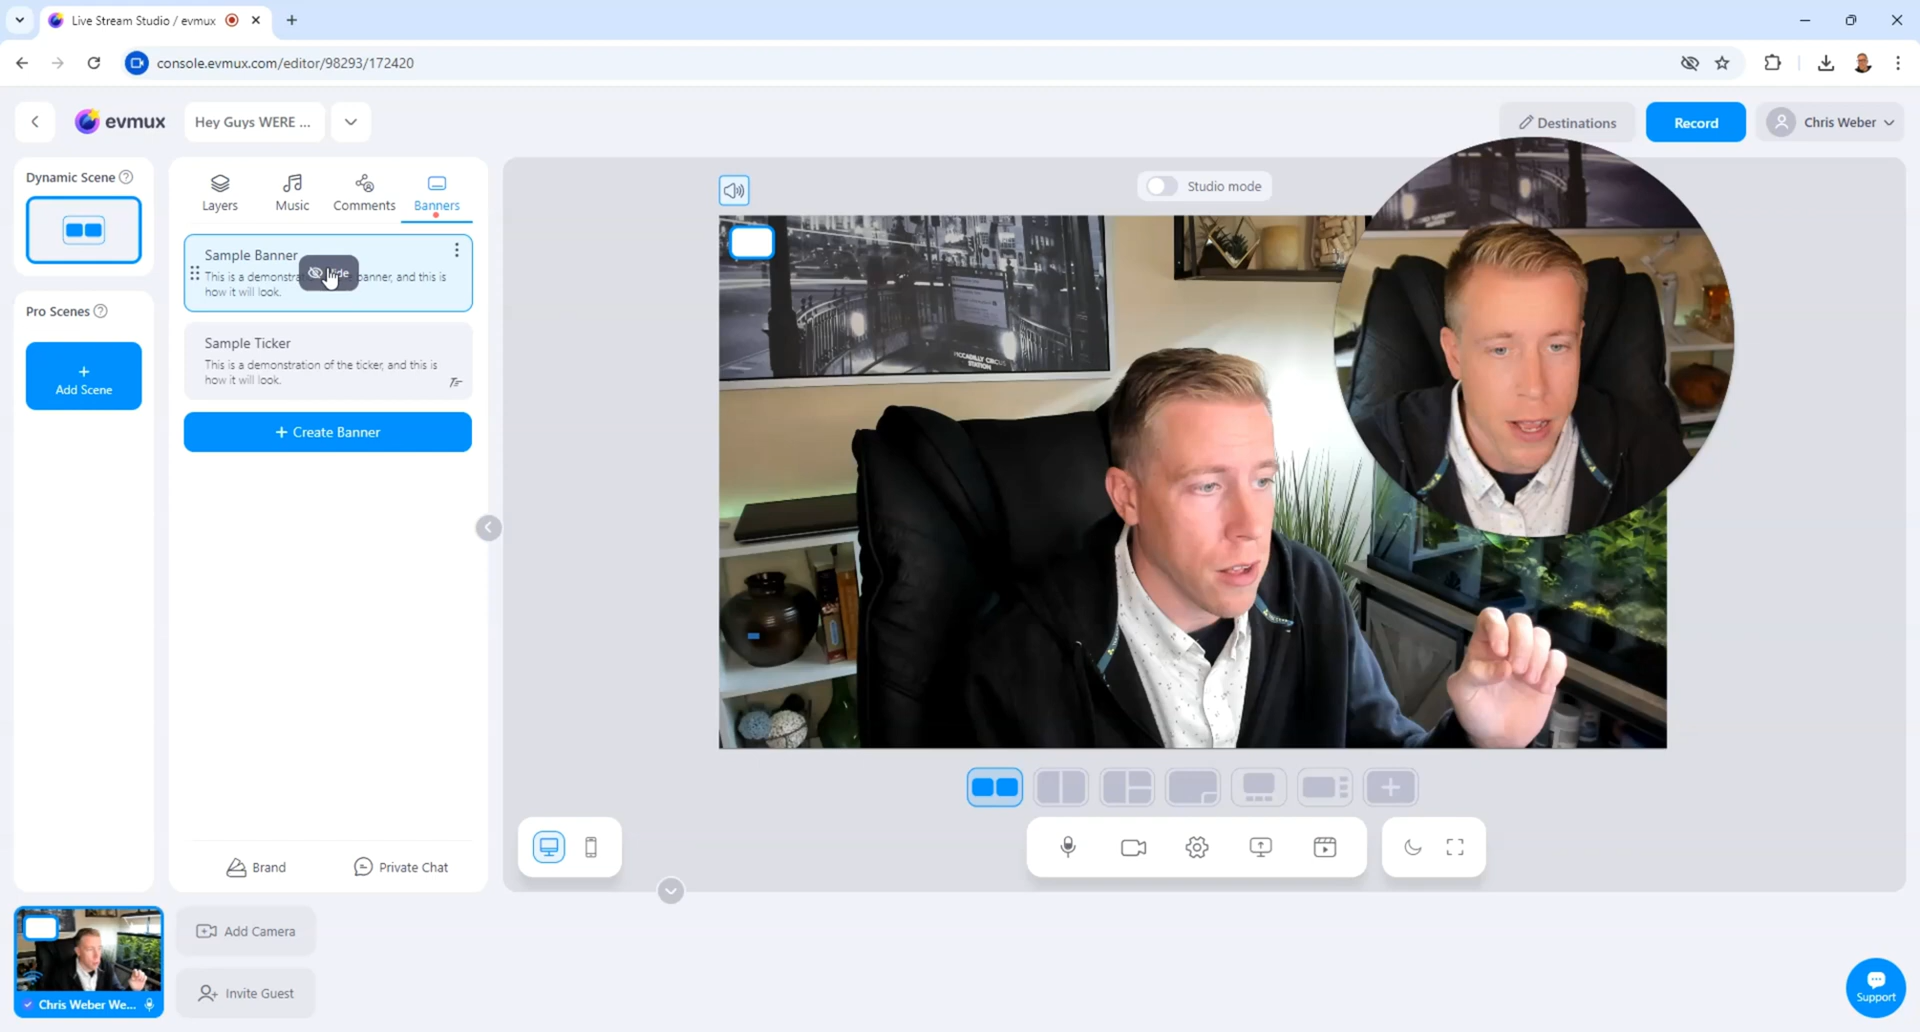 Live Stream Studio / evmux
console.evmux.com/editor/98293/172420
evmux
Hey Guys WERE ...
Destinations
Record
Chris Weber
Dynamic Scene
Layers
Music
Comments
Banners
Studio mode
Sample Banner
This is a demonstra banner, and this is
how it will look.
Pro Scenes
+
Add Scene
Sample Ticker
This is a demonstration of the ticker, and this is
how it will look.
+ Create Banner
PICCADILLY CIRCUS
STATION
Brand
Private Chat
Add Camera
Invite Guest
Chris Weber We...
Support